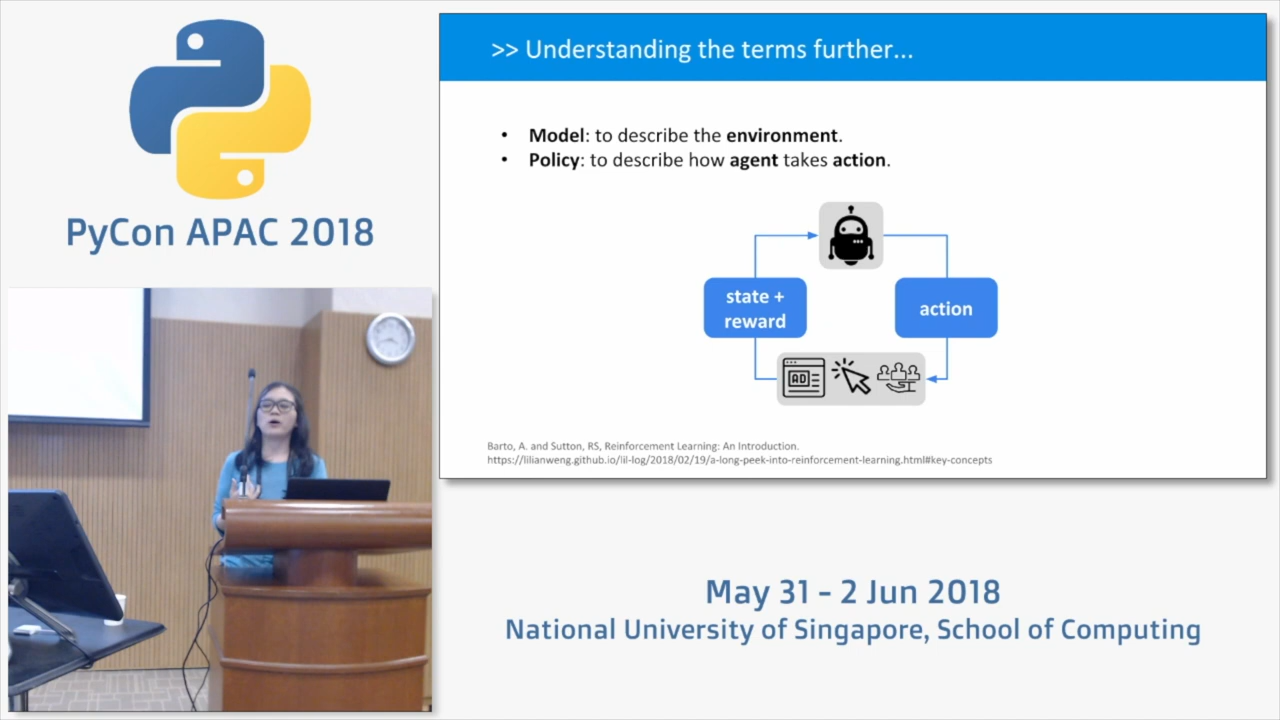 PyCon APAC 2018
>> Understanding the terms further...
• Model: to describe the environment.
• Policy: to describe how agent takes action.
state +
reward
action
AD
Barto, A. and Sutton, RS, Reinforcement Learning: An Introduction.
https://lilianweng.github.io/lil-log/2018/02/19/a-long-peek-into-reinforcement-learning.html#key-concepts
May 31 - 2 Jun 2018
National University of Singapore, School of Computing